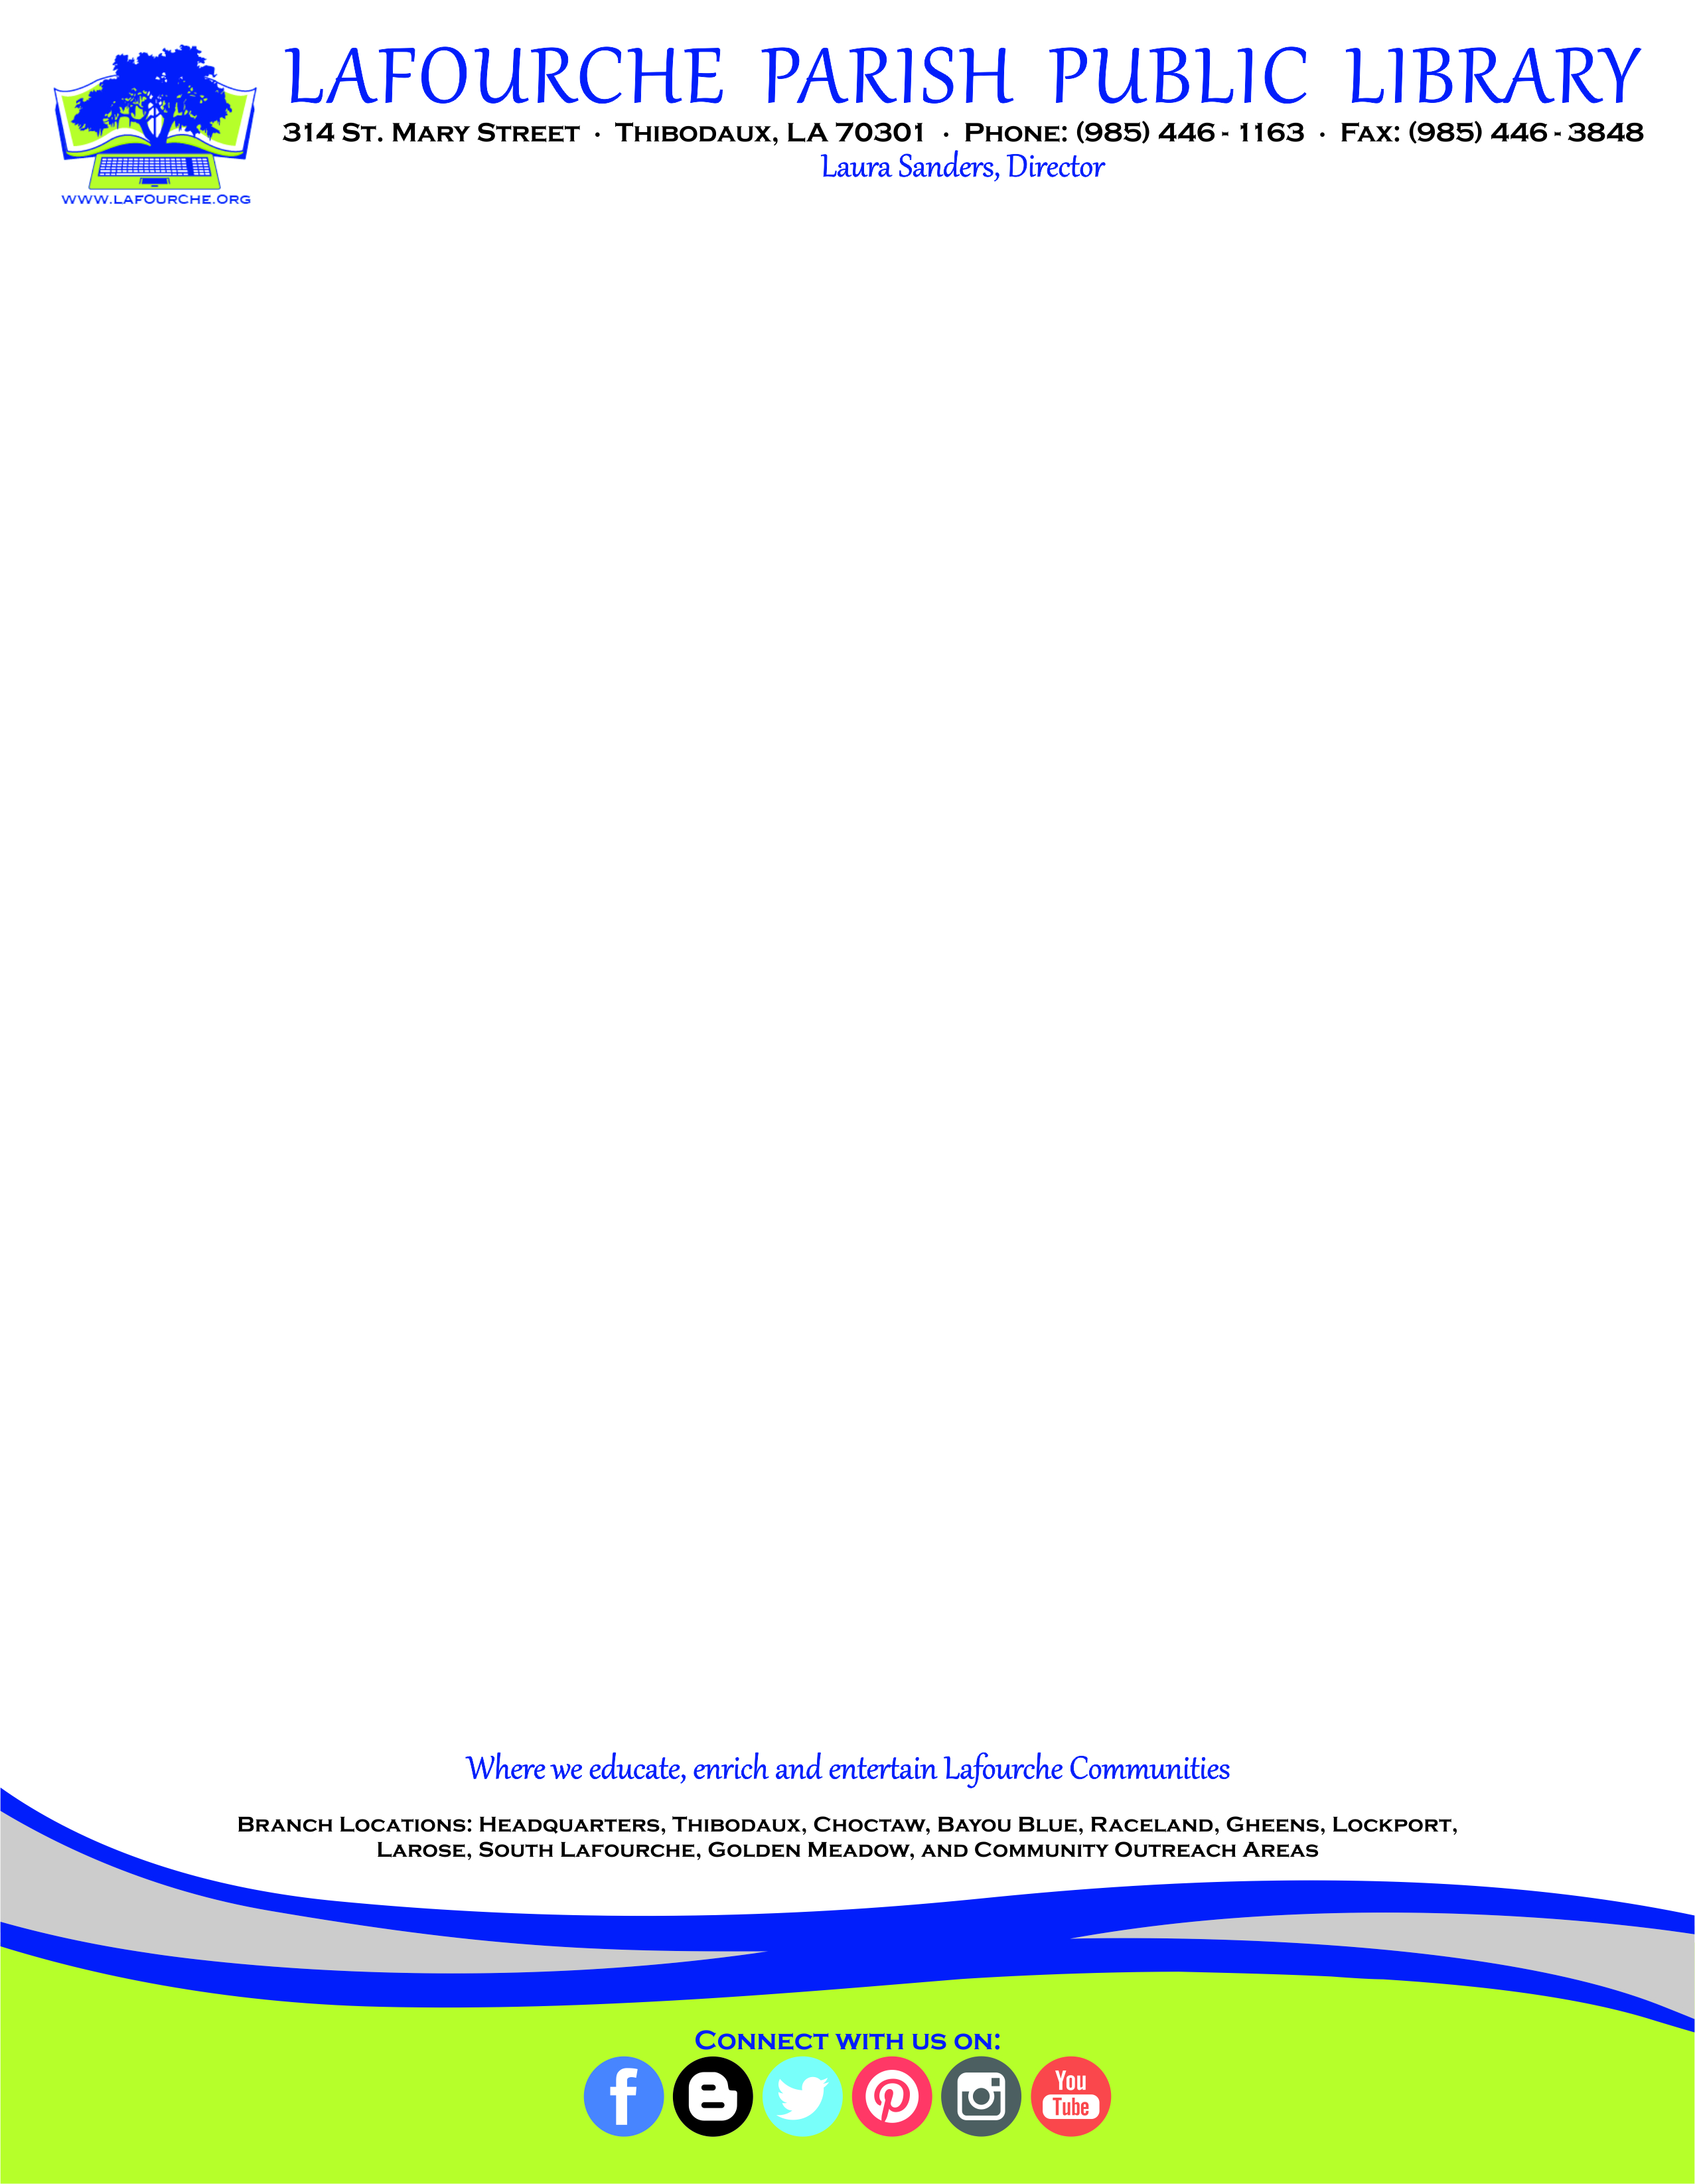 LAFOURCHE PARISH PUBLIC LIBRARY
314 St. Mary Street · Thibodaux, LA 70301 · Phone: (985) 446 - 1163 · Fax: (985) 446 - 3848
Laura Sanders, Director
WWW.LAFOURCHE.ORG
Where we educate, enrich and entertain Lafourche Communities
Branch Locations: Headquarters, Thibodaux, Choctaw, Bayou Blue, Raceland, Gheens, Lockport,
Larose, South Lafourche, Golden Meadow, and Community Outreach Areas
Connect with us on:
You
Tube